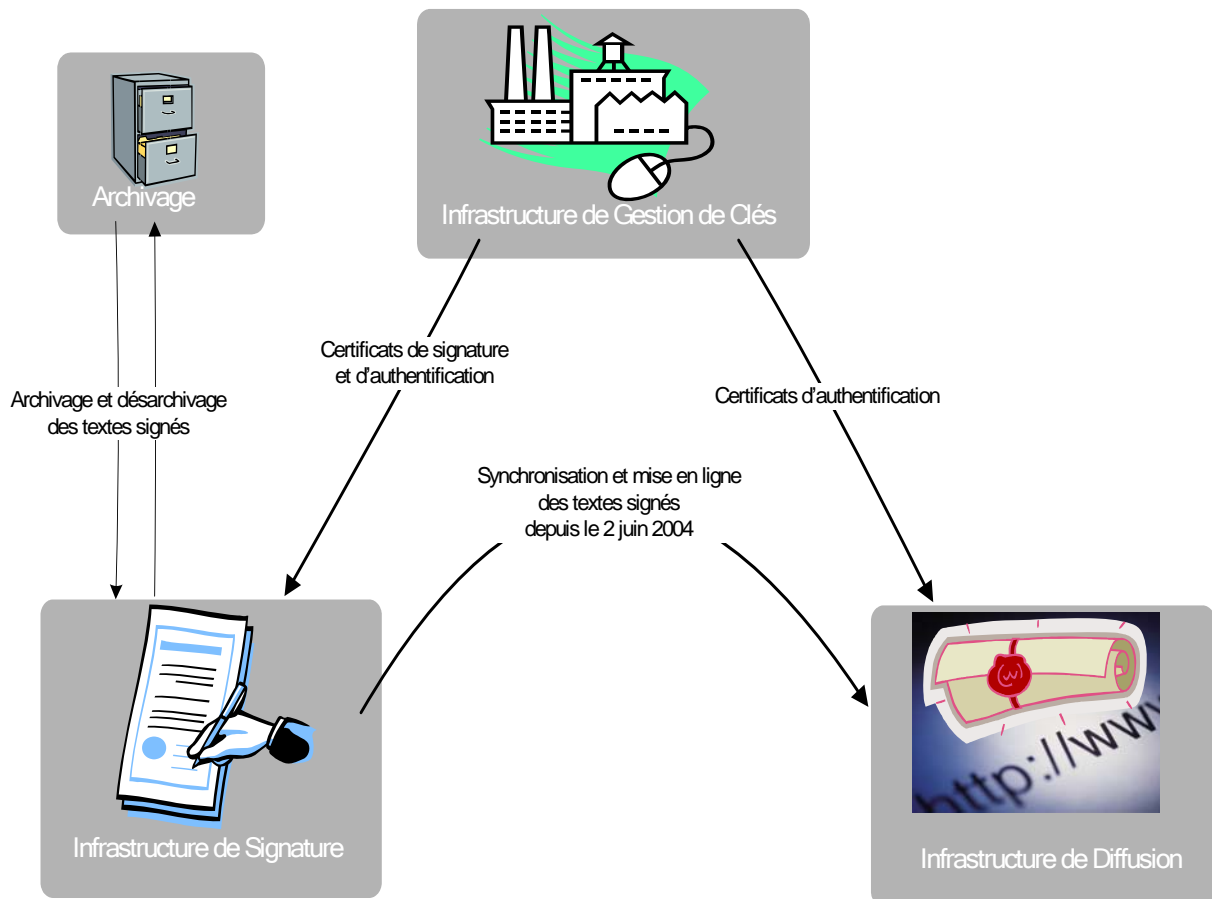 Archivage
Infrastructure de Gestion de Clés
Certificats de signature
et d'authentification
Archivage et désarchivage
des textes signés
Certificats d'authentification
Synchronisation et mise en ligne
des textes signés
depuis le 2 juin 2004
http://www
Infrastructure de Signature
Infrastructure de Diffusion